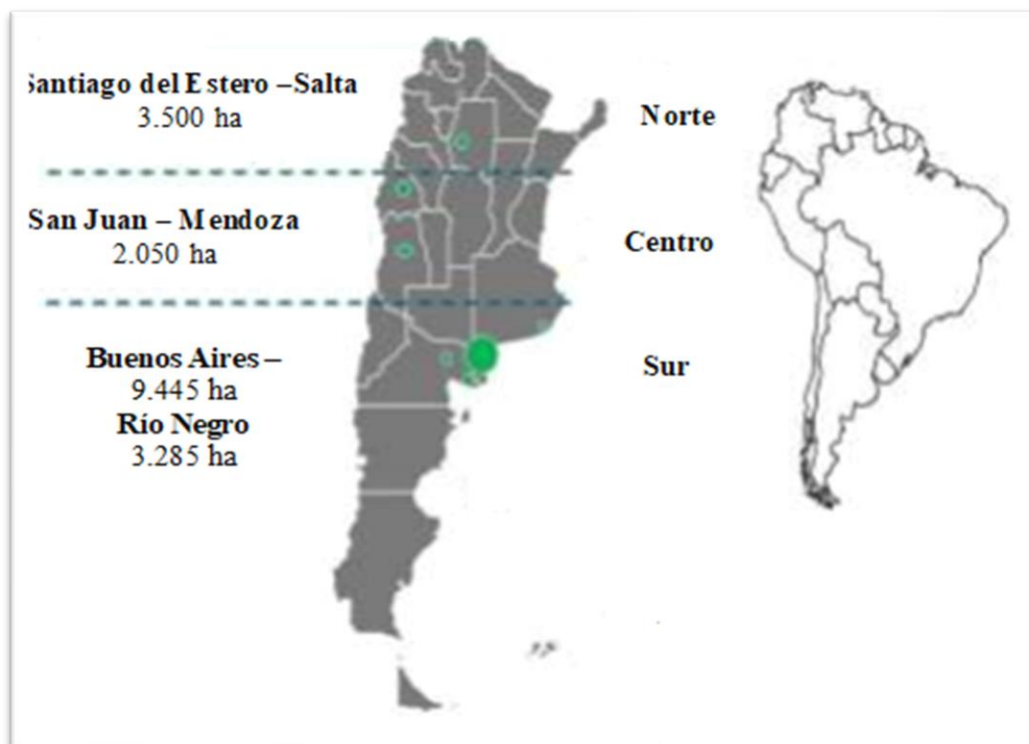 Santiago del Estero –Salta
3.500 ha
Norte
San Juan – Mendoza
2.050 ha
Centro
Buenos Aires –
9.445 ha
Río Negro
3.285 ha
Sur